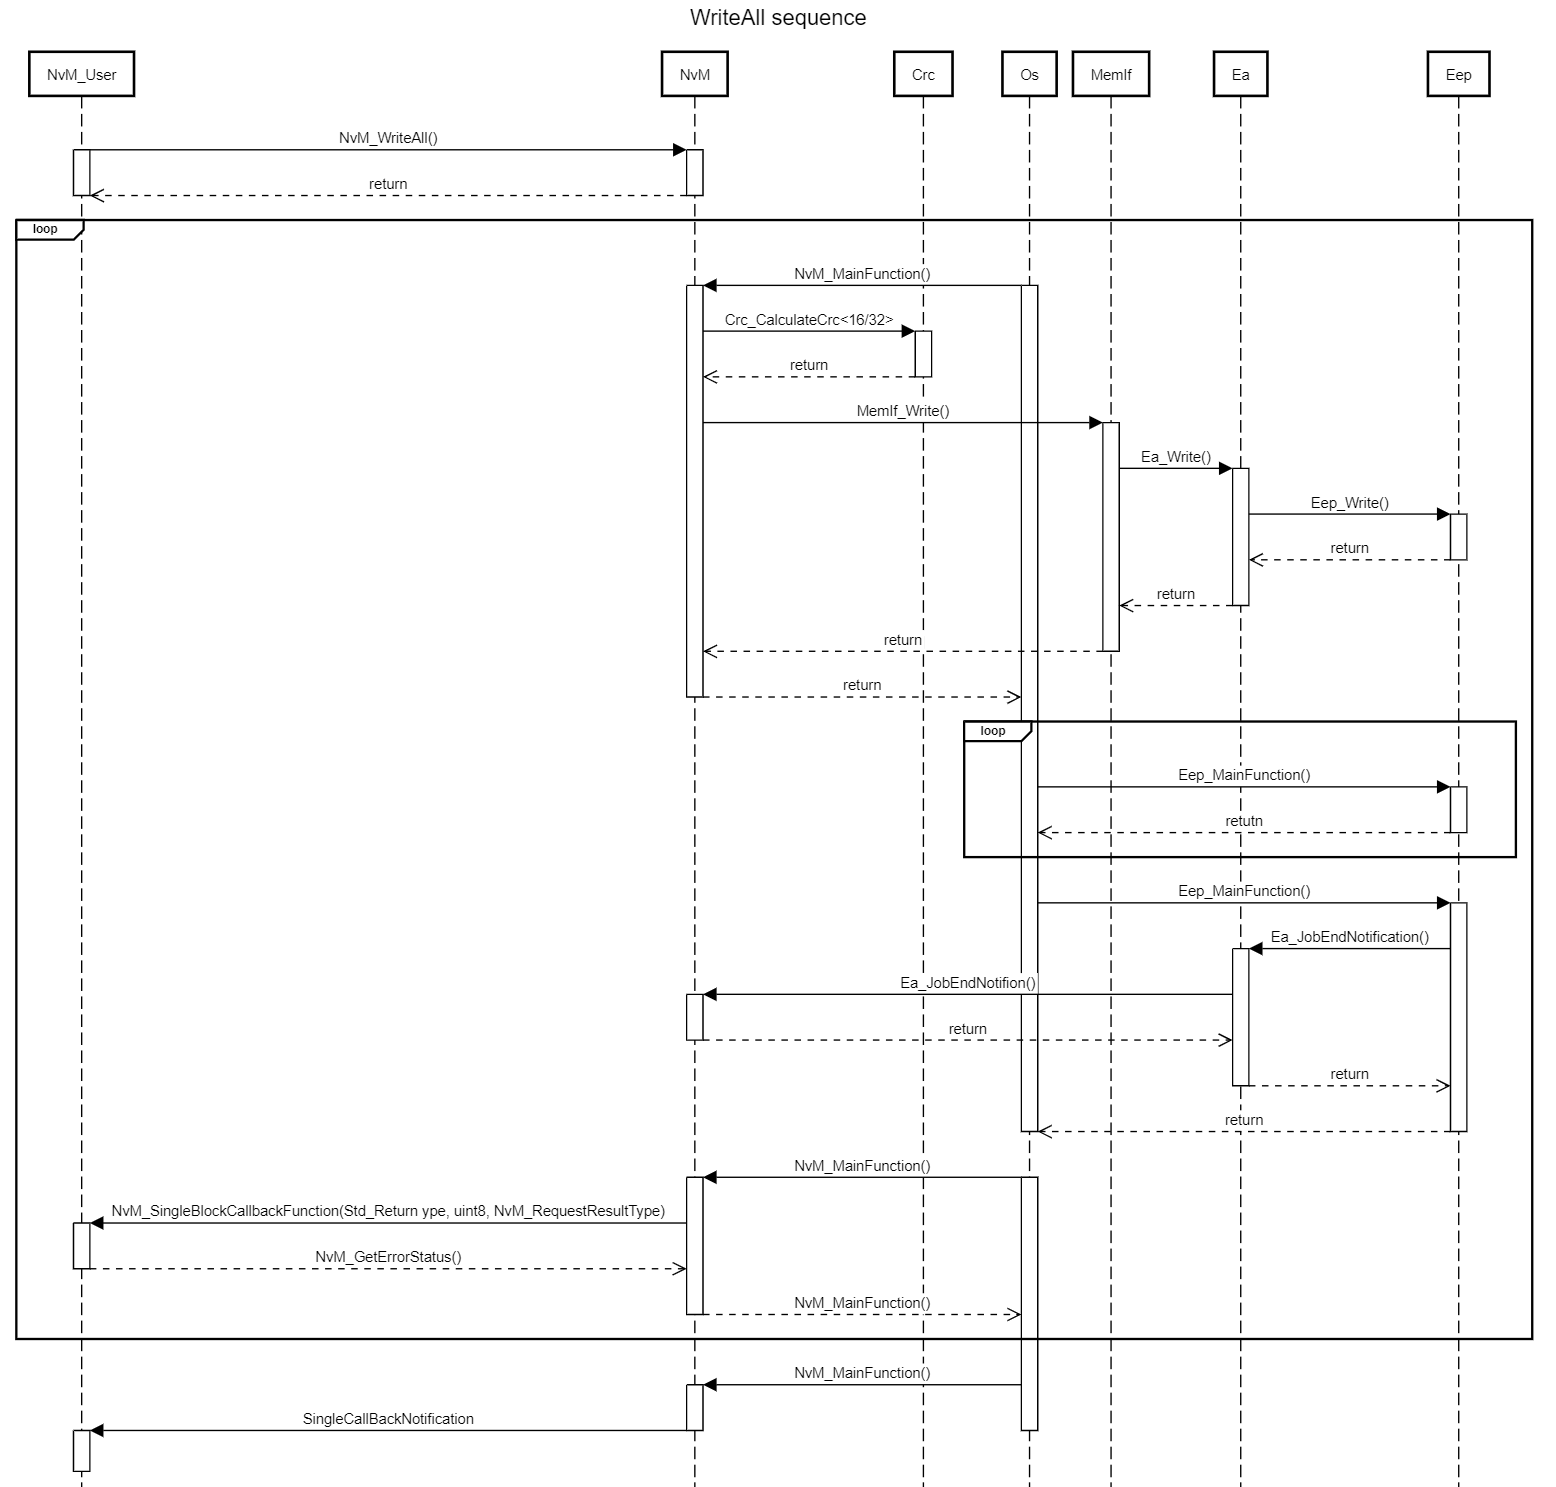 WriteAll sequence
NvM_User
NvM
Crc
Os
MemIf
Ea
Eep
NvM_WriteAll()
return
loop
NvM_MainFunction()
Crc_CalculateCrc<16/32>
return
MemIf_Write()
Ea_Write()
Eep_Write()
return
return
return
return
loop
Eep_MainFunction()
retutn
Eep_MainFunction()
Ea_JobEndNotification()
Ea_JobEndNotifion()
return
return
return
NvM_MainFunction()
NvM_SingleBlockCallbackFunction(Std_Return ype, uint8, NvM_RequestResultType)
NvM_GetErrorStatus()
NvM_MainFunction()
NvM_MainFunction()
SingleCallBackNotification